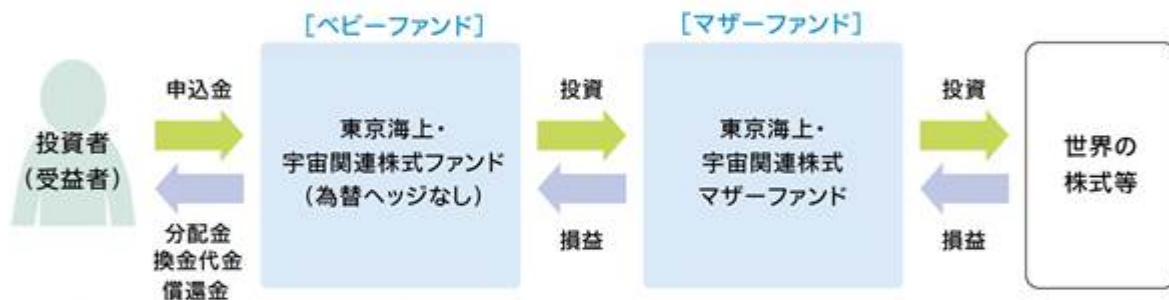 [ベビーファンド]
[マザーファンド]
投資者
(受益者)
申込金
分配金
換金代金
償還金
東京海上・
宇宙関連株式ファンド
(為替ヘッジなし)
投資
損益
東京海上・
宇宙関連株式
マザーファンド
投資
損益
世界の
株式等